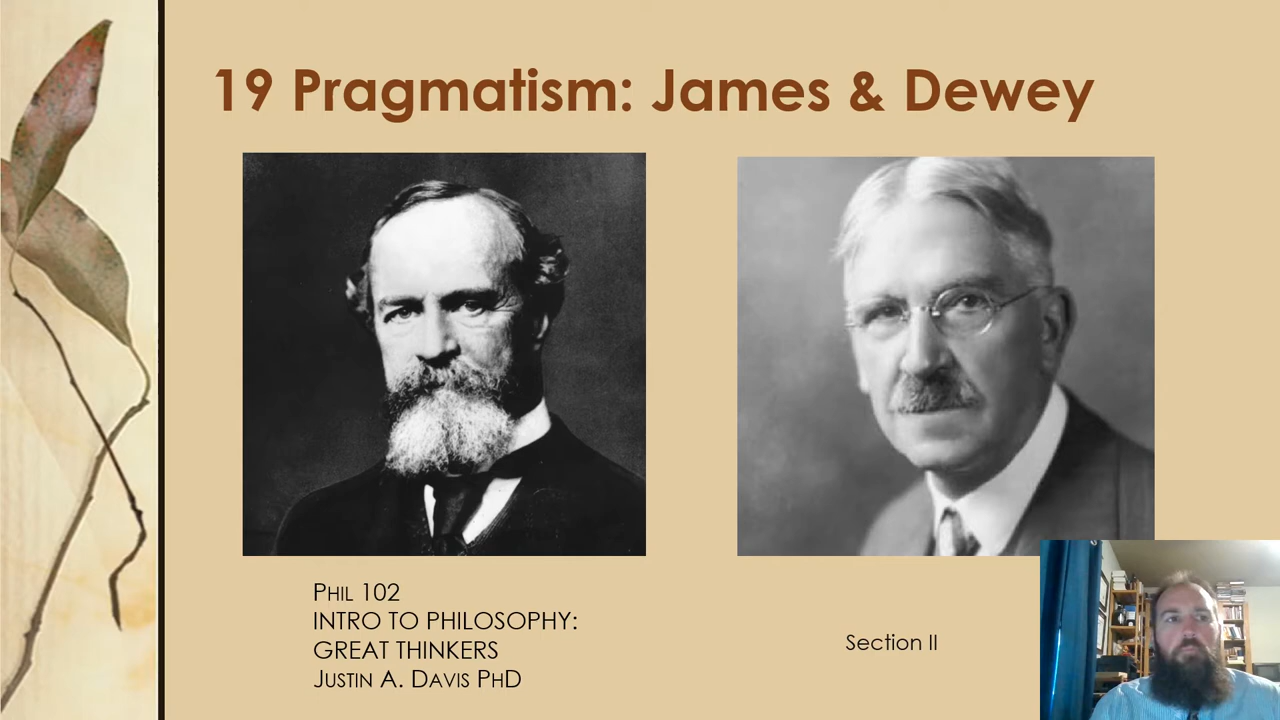 19 Pragmatism: James & Dewey
Phil 102
INTRO TO PHILOSOPHY:
GREAT THINKERS
Justin A. Davis PhD
Section II